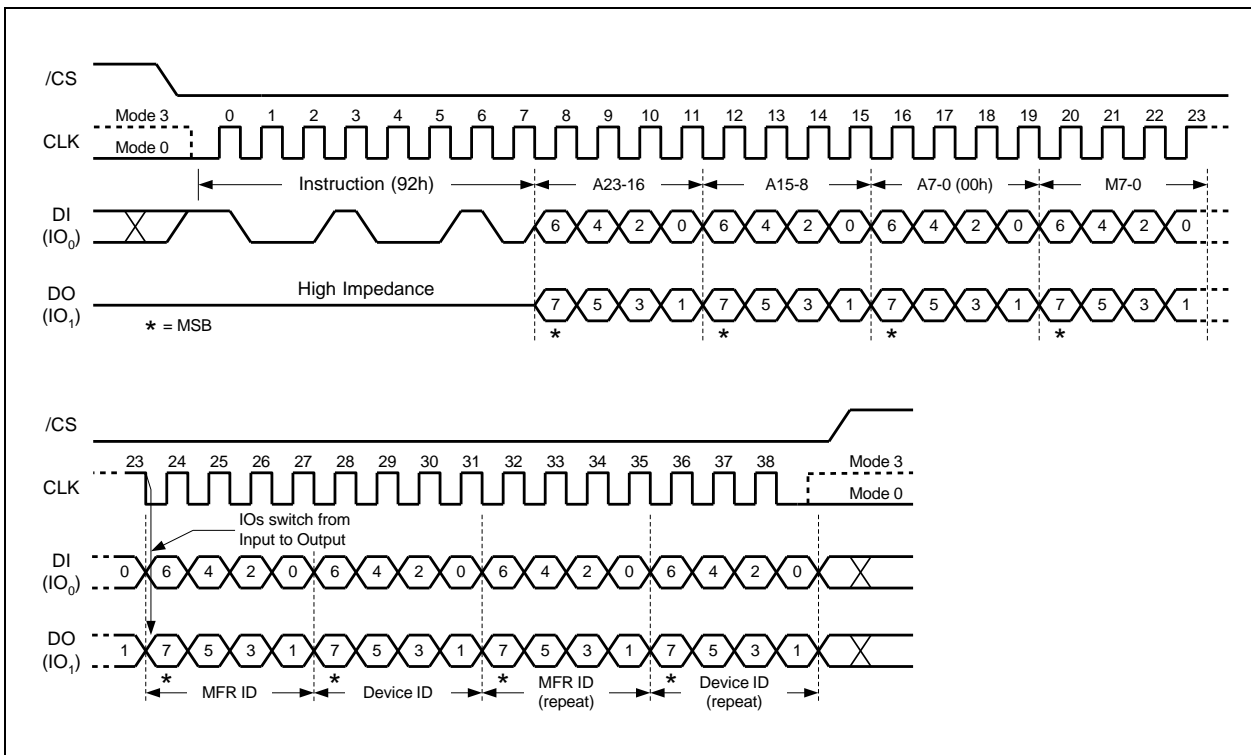 /CS
Mode 3 0 1 2 3 4 5 6 7 8 9 10 11 12 13 14 15 16 17 18 19 20 21 22 23
CLK
Mode 0
Instruction (92h) A23-16 A15-8 A7-0 (00h) M7-0
DI
(IO0) 6 4 2 0 6 4 2 0 6 4 2 0 6 4 2 0
High Impedance
DO
(IO1) 7 5 3 1 7 5 3 1 7 5 3 1 7 5 3 1
* = MSB * * * *
/CS
23 24 25 26 27 28 29 30 31 32 33 34 35 36 37 38 Mode 3
CLK
Mode 0
IOs switch from
Input to Output
DI
(IO0) 0 6 4 2 0 6 4 2 0 6 4 2 0 6 4 2 0
DO
(IO1) 1 7 5 3 1 7 5 3 1 7 5 3 1 7 5 3 1
* * * *
MFR ID Device ID MFR ID
(repeat) Device ID
(repeat)